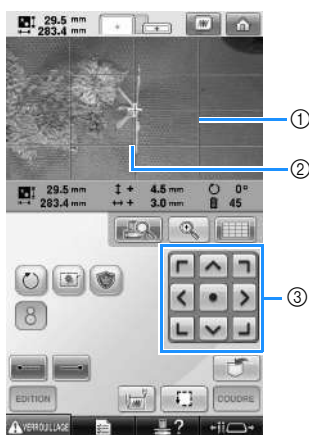 29.5 mm
283.4 mm
①
②
29.5 mm ↕ + 4.5 mm 0°
283.4 mm ↔ + 3.0 mm 45
③
8
EDITION COUDRE
VERROUILLAGE ?